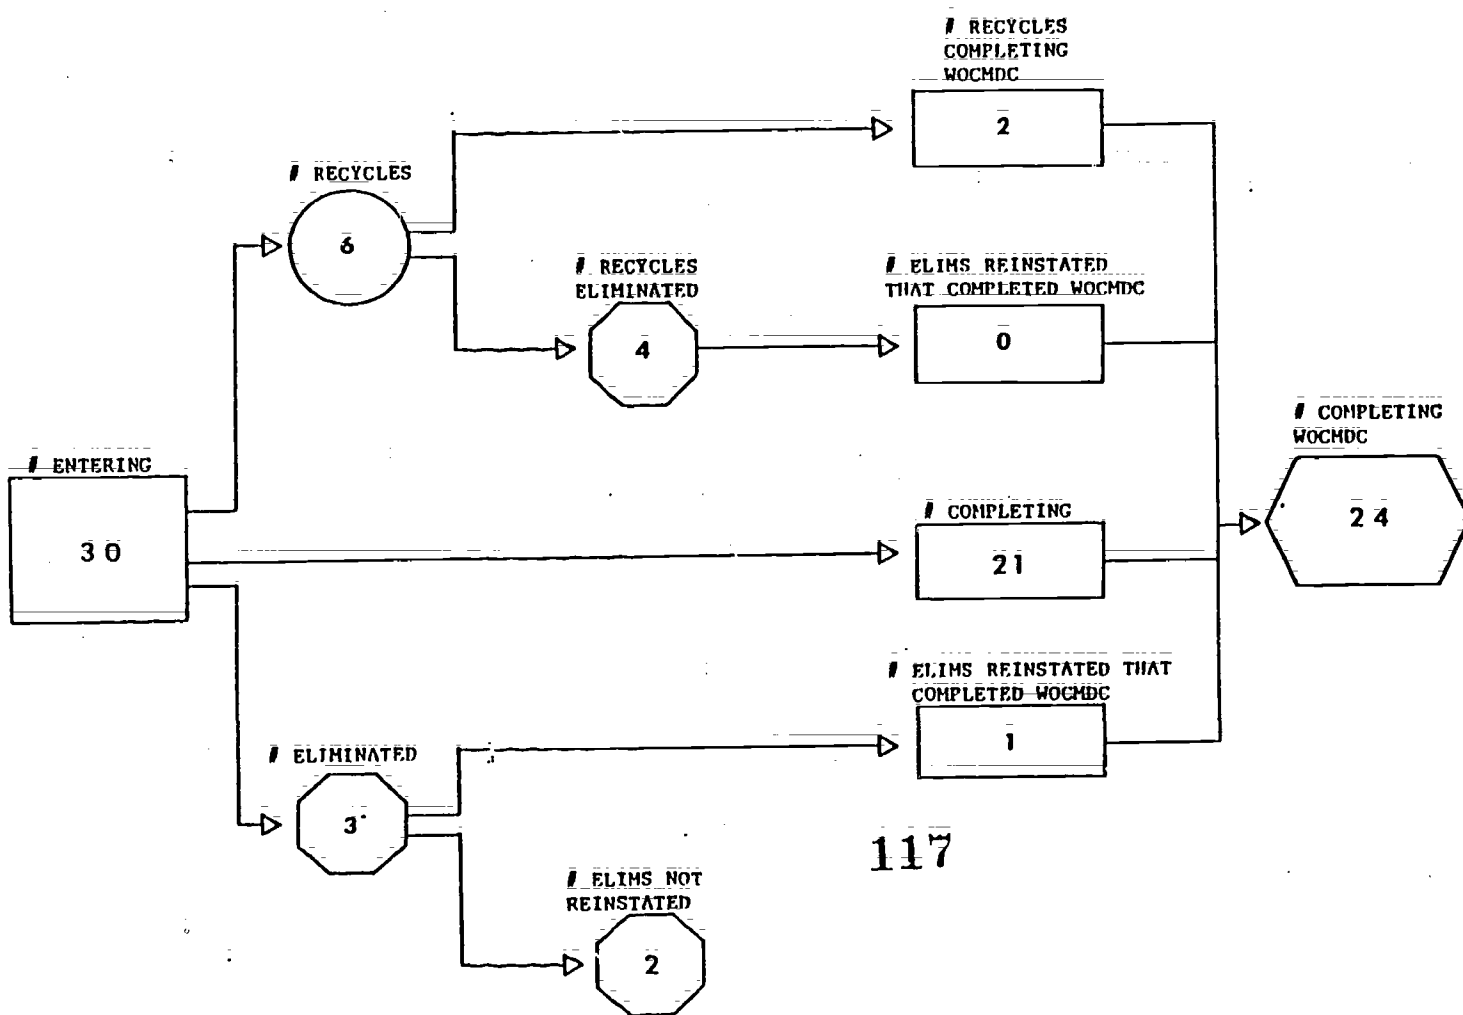 # RECYCLES
COMPLETING
WOCMDC
2
# RECYCLES
6
# RECYCLES
ELIMINATED
4
# ELIMS REINSTATED
THAT COMPLETED WOCMDC
0
# ENTERING
30
# COMPLETING
21
# COMPLETING
WOCMDC
24
# ELIMS REINSTATED THAT
COMPLETED WOCMDC
1
# ELIMINATED
3
117
# ELIMS NOT
REINSTATED
2